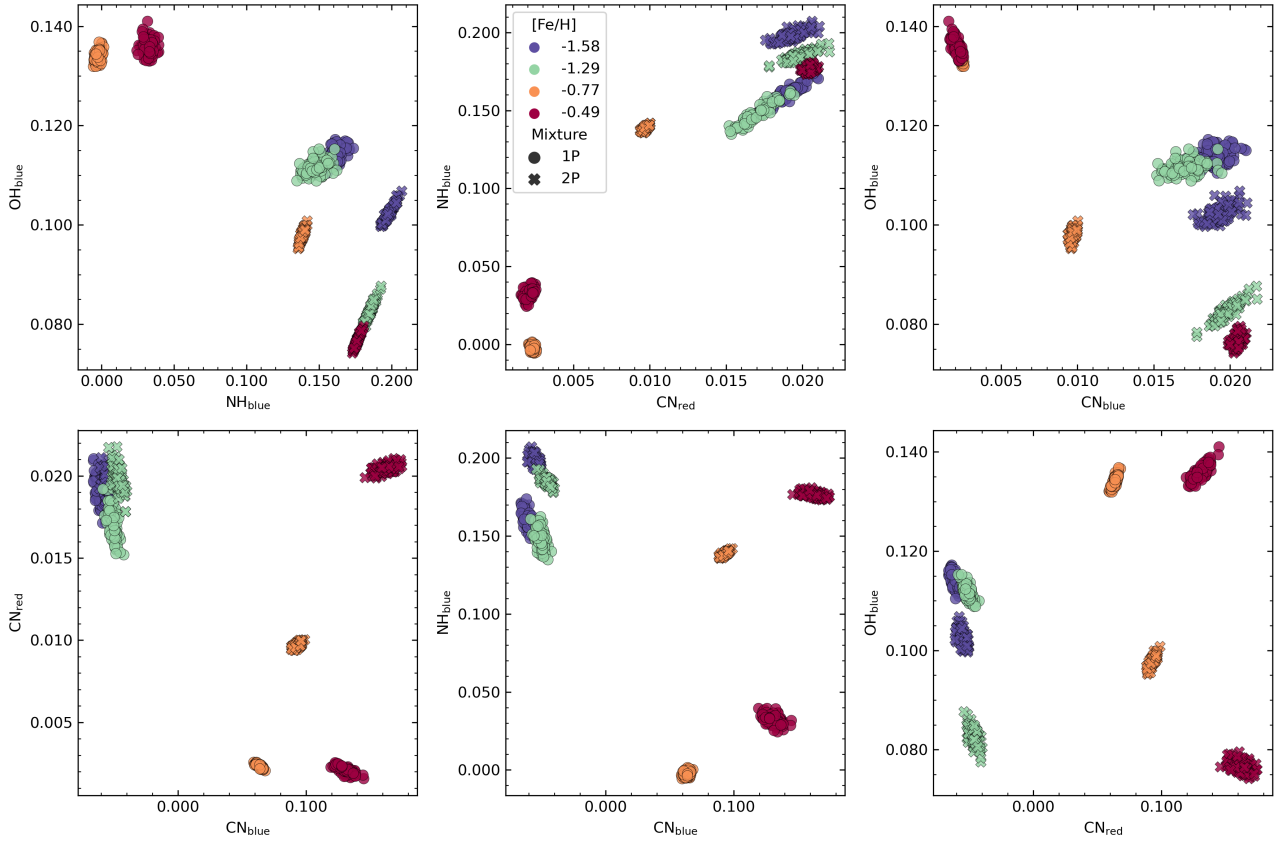 0.140
0.120
0.100
0.080
OH_blue
0.000 0.050 0.100 0.150 0.200
NH_blue
[Fe/H]
-1.58
-1.29
-0.77
-0.49
Mixture
1P
2P
0.200
0.150
0.100
0.050
0.000
NH_blue
0.005 0.010 0.015 0.020
CN_red
0.140
0.120
0.100
0.080
OH_blue
0.005 0.010 0.015 0.020
CN_blue
0.020
0.015
0.010
0.005
CN_red
0.000 0.100
CN_blue
0.200
0.150
0.100
0.050
0.000
NH_blue
0.000 0.100
CN_blue
0.140
0.120
0.100
0.080
OH_blue
0.000 0.100
CN_red